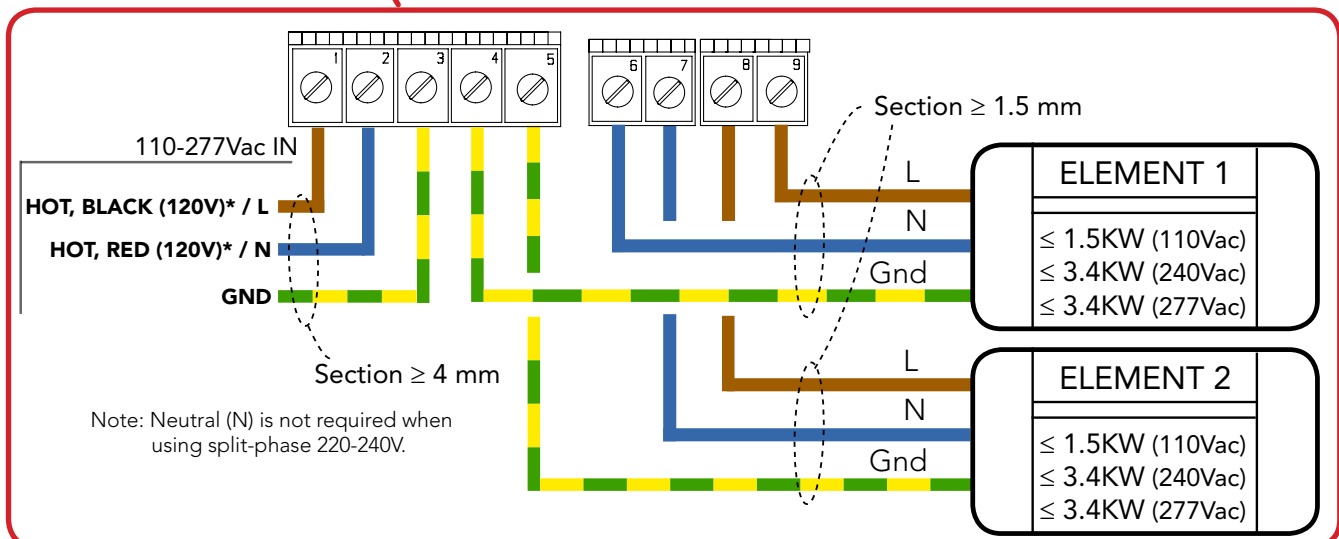 1 2 3 4 5 6 7 8 9
110-277Vac IN
HOT, BLACK (120V)* / L
HOT, RED (120V)* / N
GND
Section ≥ 4 mm
Note: Neutral (N) is not required when
using split-phase 220-240V.
Section ≥ 1.5 mm
L
N
Gnd
ELEMENT 1
≤ 1.5KW (110Vac)
≤ 3.4KW (240Vac)
≤ 3.4KW (277Vac)
L
N
Gnd
ELEMENT 2
≤ 1.5KW (110Vac)
≤ 3.4KW (240Vac)
≤ 3.4KW (277Vac)